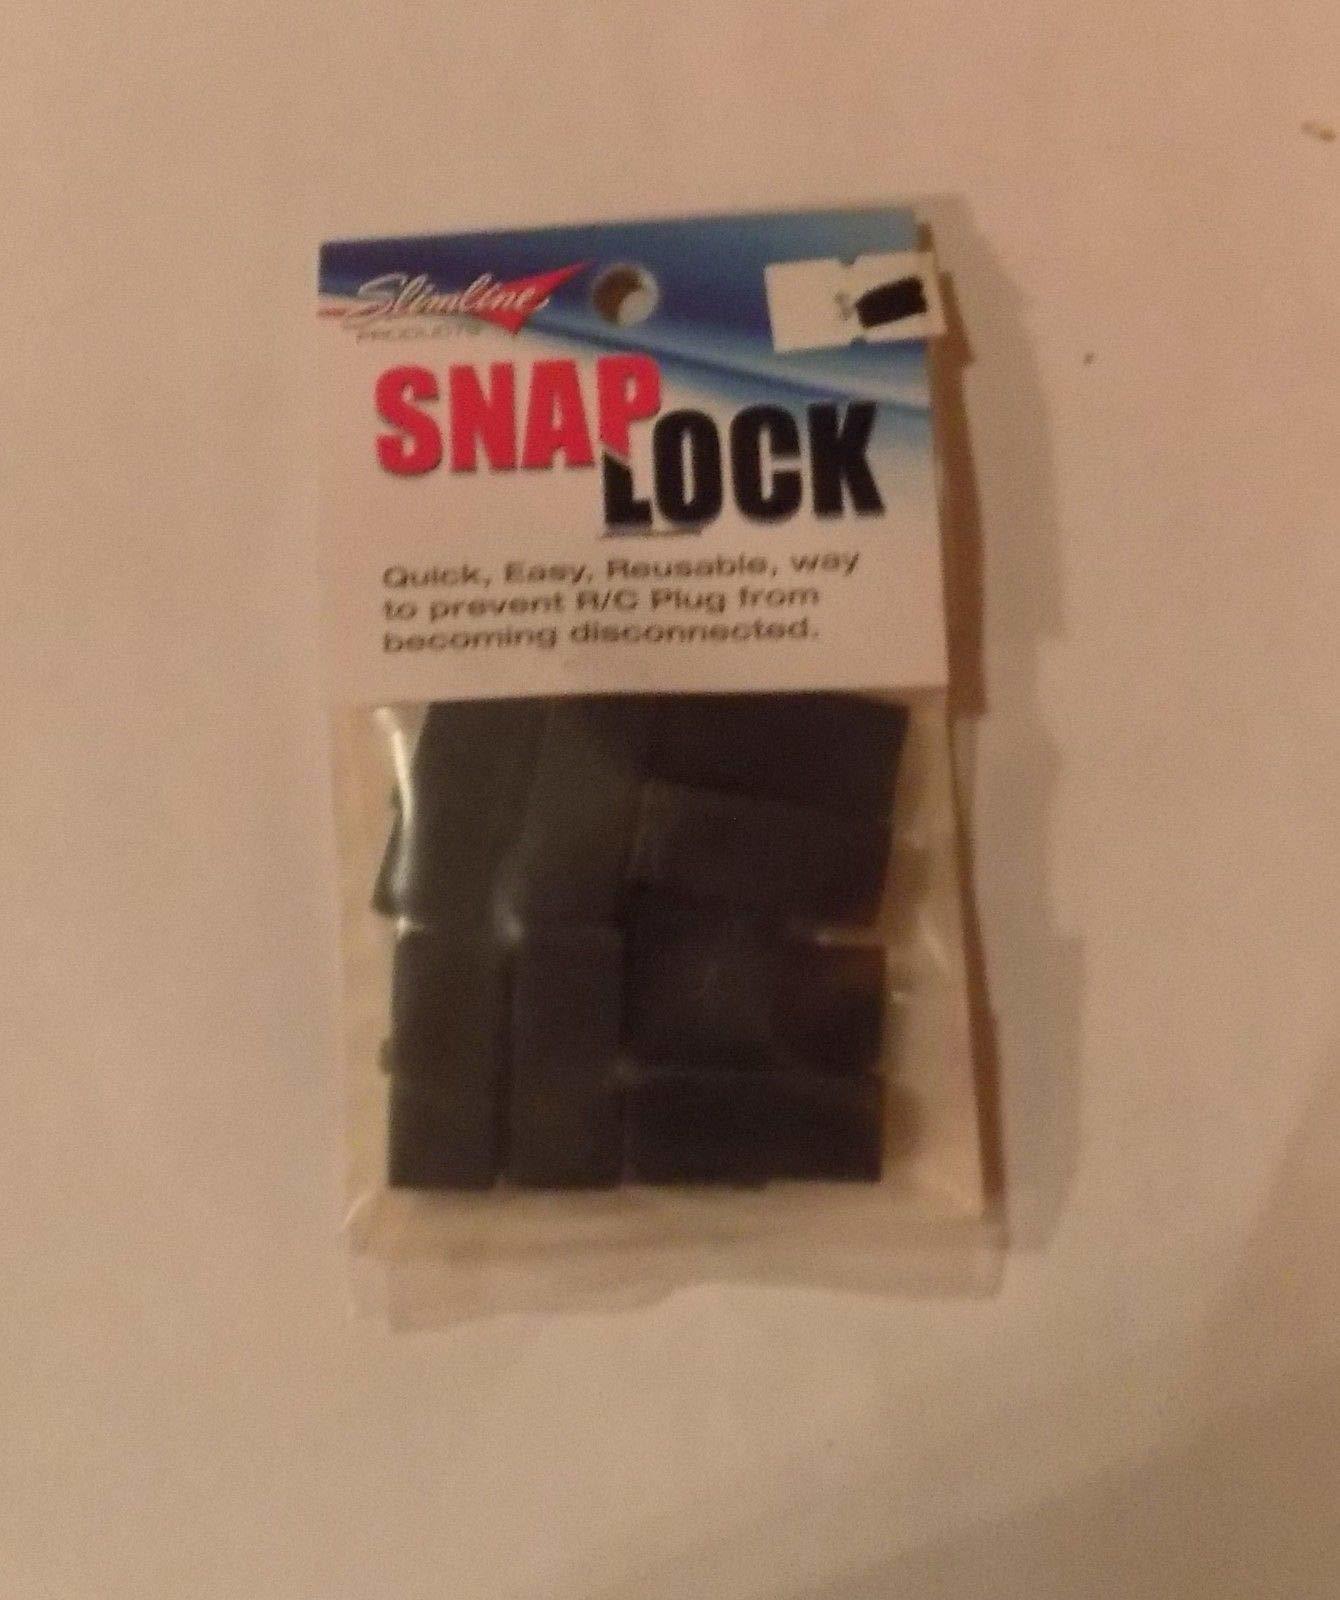 Slimline
PRODUCTS
SNAP
LOCK
Quick, Easy, Reusable, way
to prevent R/C Plug from
becoming disconnected.
$